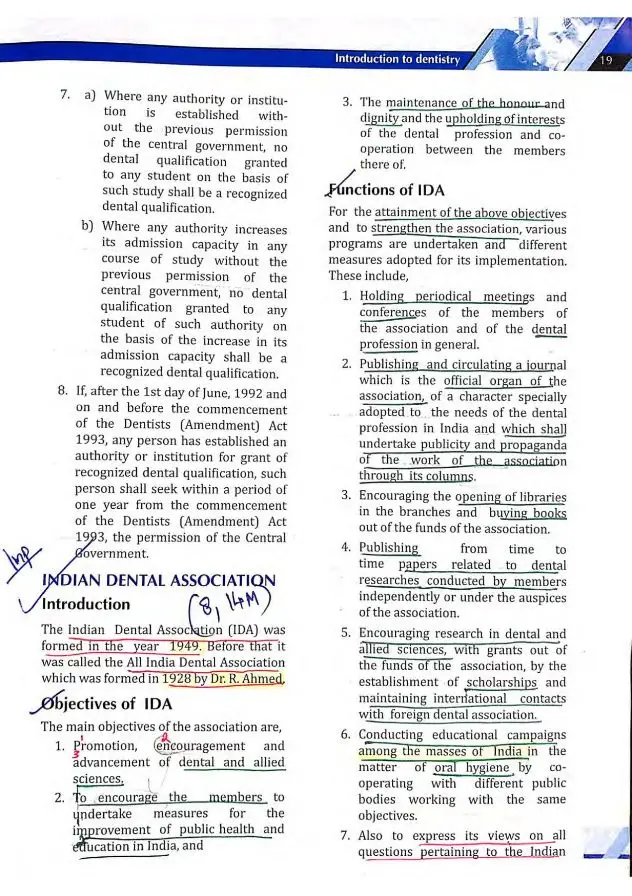 Introduction to dentistry
19
7. a) Where any authority or institu-
tion is established with-
out the previous permission
of the central government, no
dental qualification granted
to any student on the basis of
such study shall be a recognized
dental qualification.
b) Where any authority increases
its admission capacity in any
course of study without the
previous permission of the
central government, no dental
qualification granted to any
student of such authority on
the basis of the increase in its
admission capacity shall be a
recognized dental qualification.
8. If, after the 1st day of June, 1992 and
on and before the commencement
of the Dentists (Amendment) Act
1993, any person has established an
authority or institution for grant of
recognized dental qualification, such
person shall seek within a period of
one year from the commencement
of the Dentists (Amendment) Act
1993, the permission of the Central
Government.
Imp
INDIAN DENTAL ASSOCIATION
Introduction
(8, 14M)
The Indian Dental Association (IDA) was
formed in the year 1949. Before that it
was called the All India Dental Association
which was formed in 1928 by Dr. R. Ahmed.
Objectives of IDA
The main objectives of the association are,
1. Promotion, encouragement and
advancement of dental and allied
sciences.
2. To encourage the members to
undertake measures for the
improvement of public health and
education in India, and
3. The maintenance of the honour and
dignity and the upholding of interests
of the dental profession and co-
operation between the members
there of.
Functions of IDA
For the attainment of the above objectives
and to strengthen the association, various
programs are undertaken and different
measures adopted for its implementation.
These include,
1. Holding periodical meetings and
conferences of the members of
the association and of the dental
profession in general.
2. Publishing and circulating a journal
which is the official organ of the
association, of a character specially
adopted to the needs of the dental
profession in India and which shall
undertake publicity and propaganda
of the work of the association
through its columns.
3. Encouraging the opening of libraries
in the branches and buying books
out of the funds of the association.
4. Publishing from time to
time papers related to dental
researches conducted by members
independently or under the auspices
of the association.
5. Encouraging research in dental and
allied sciences, with grants out of
the funds of the association, by the
establishment of scholarships and
maintaining international contacts
with foreign dental association.
6. Conducting educational campaigns
among the masses of India in the
matter of oral hygiene by co-
operating with different public
bodies working with the same
objectives.
7. Also to express its views on all
questions pertaining to the Indian